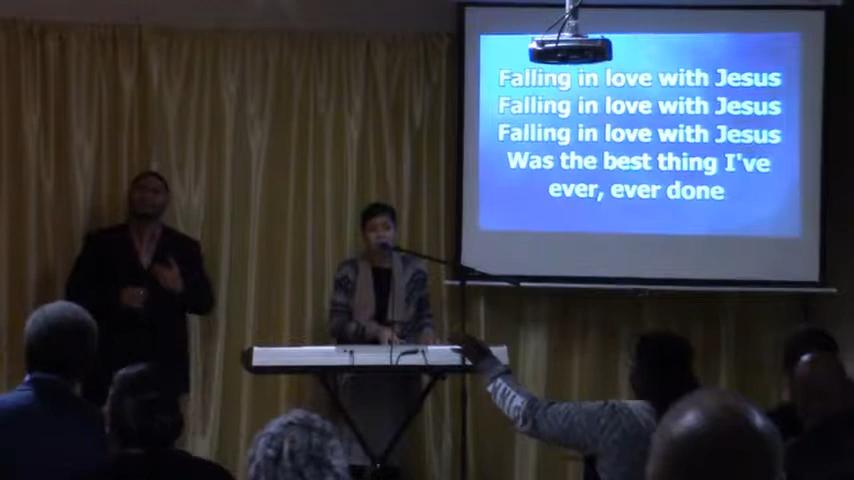 Falling in love with Jesus
Falling in love with Jesus
Falling in love with Jesus
Was the best thing I've
ever, ever done